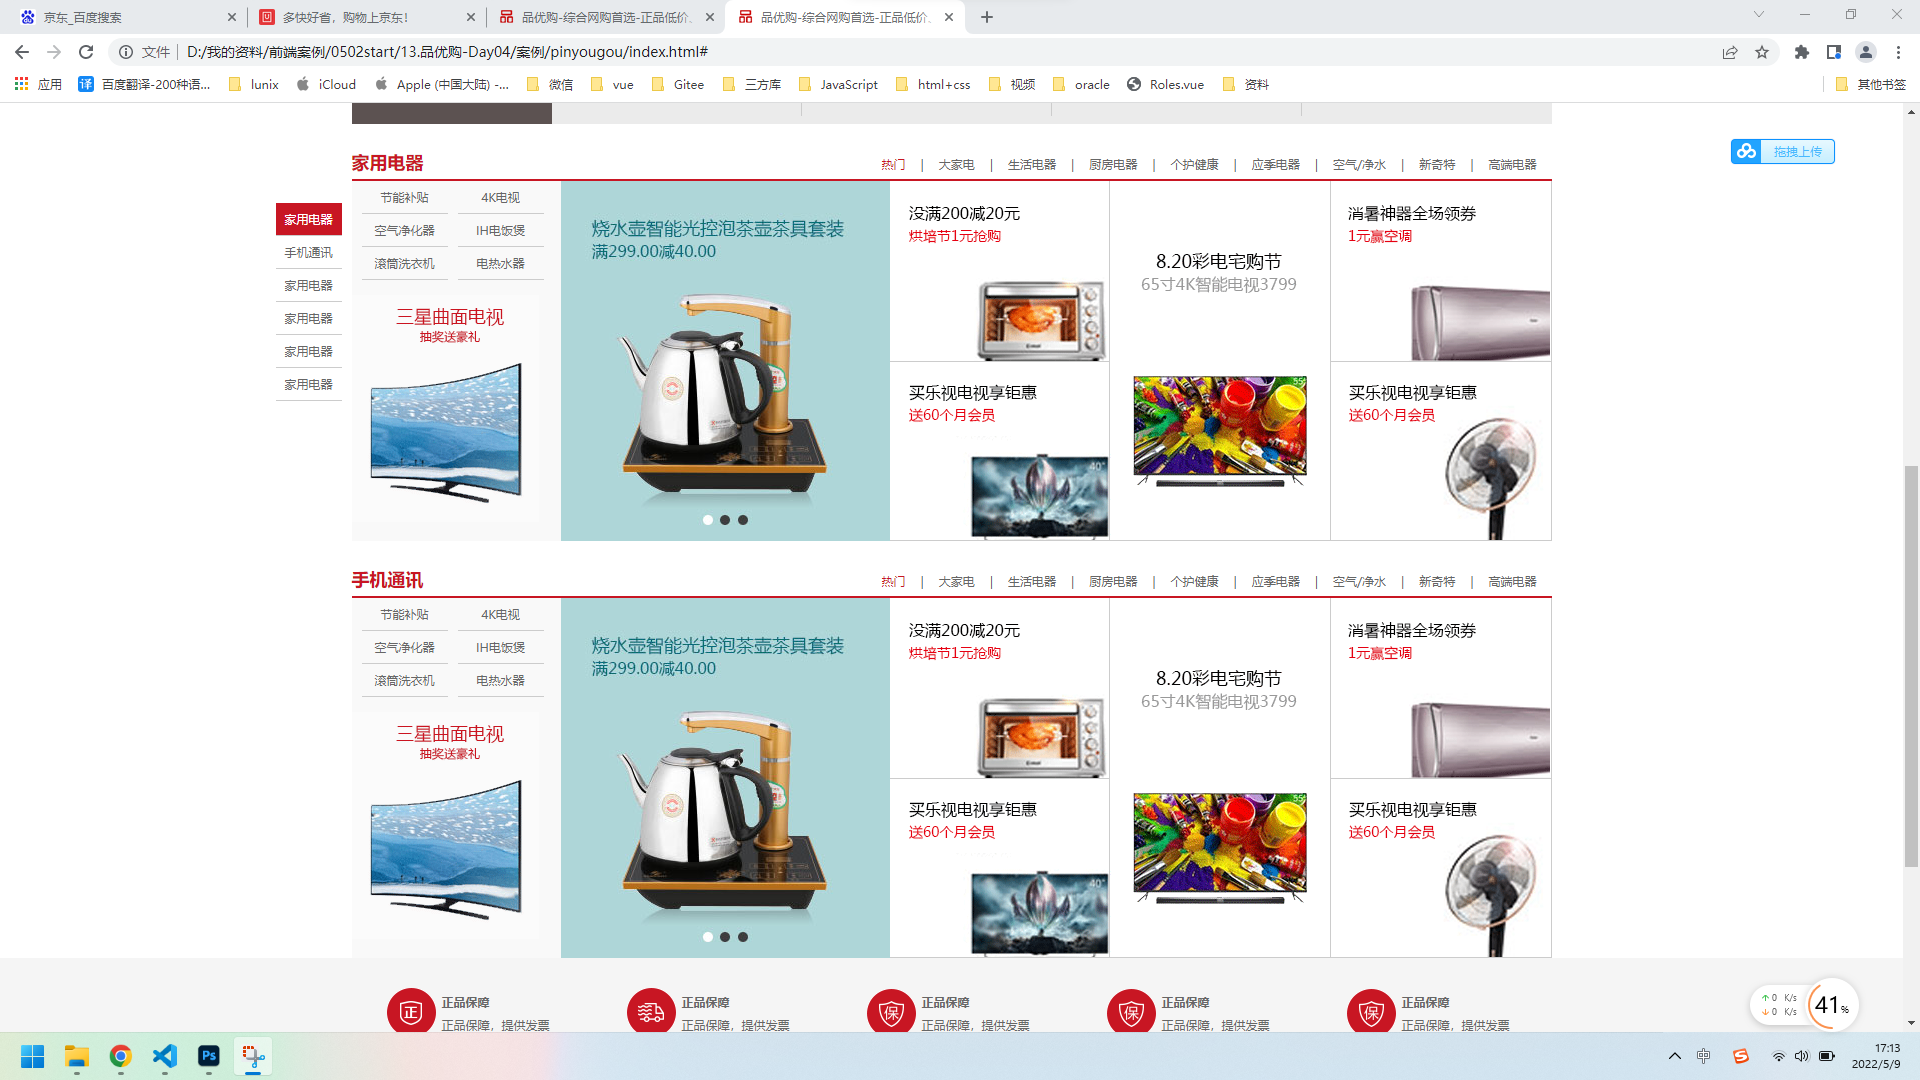 京东_百度搜索
多快好省，购物上京东！
品优购-综合网购首选-正品低价、
品优购-综合网购首选-正品低价、
文件
D:/我的资料/前端案例/0502start/13.品优购-Day04/案例/pinyougou/index.html#
应用
译 百度翻译-200种语...
lunix
iCloud
Apple (中国大陆) -...
微信
vue
Gitee
三方库
JavaScript
html+css
视频
oracle
Roles.vue
资料
其他书签
拖拽上传
家用电器
手机通讯
家用电器
家用电器
家用电器
家用电器
家用电器
热门 | 大家电 | 生活电器 | 厨房电器 | 个护健康 | 应季电器 | 空气/净水 | 新奇特 | 高端电器
节能补贴 4K电视
空气净化器 IH电饭煲
滚筒洗衣机 电热水器
三星曲面电视
抽奖送豪礼
烧水壶智能光控泡茶壶茶具套装
满299.00减40.00
没满200减20元
烘培节1元抢购
买乐视电视享钜惠
送60个月会员
40"
8.20彩电宅购节
65寸4K智能电视3799
55"
消暑神器全场领券
1元赢空调
买乐视电视享钜惠
送60个月会员
手机通讯
热门 | 大家电 | 生活电器 | 厨房电器 | 个护健康 | 应季电器 | 空气/净水 | 新奇特 | 高端电器
节能补贴 4K电视
空气净化器 IH电饭煲
滚筒洗衣机 电热水器
三星曲面电视
抽奖送豪礼
烧水壶智能光控泡茶壶茶具套装
满299.00减40.00
没满200减20元
烘培节1元抢购
买乐视电视享钜惠
送60个月会员
40"
8.20彩电宅购节
65寸4K智能电视3799
55"
消暑神器全场领券
1元赢空调
买乐视电视享钜惠
送60个月会员
正 正品保障
正品保障，提供发票
正品保障
正品保障，提供发票
保 正品保障
正品保障，提供发票
保 正品保障
正品保障，提供发票
保 正品保障
正品保障，提供发票
↑ 0 K/s
↓ 0 K/s
41%
Ps
中
S
17:13
2022/5/9